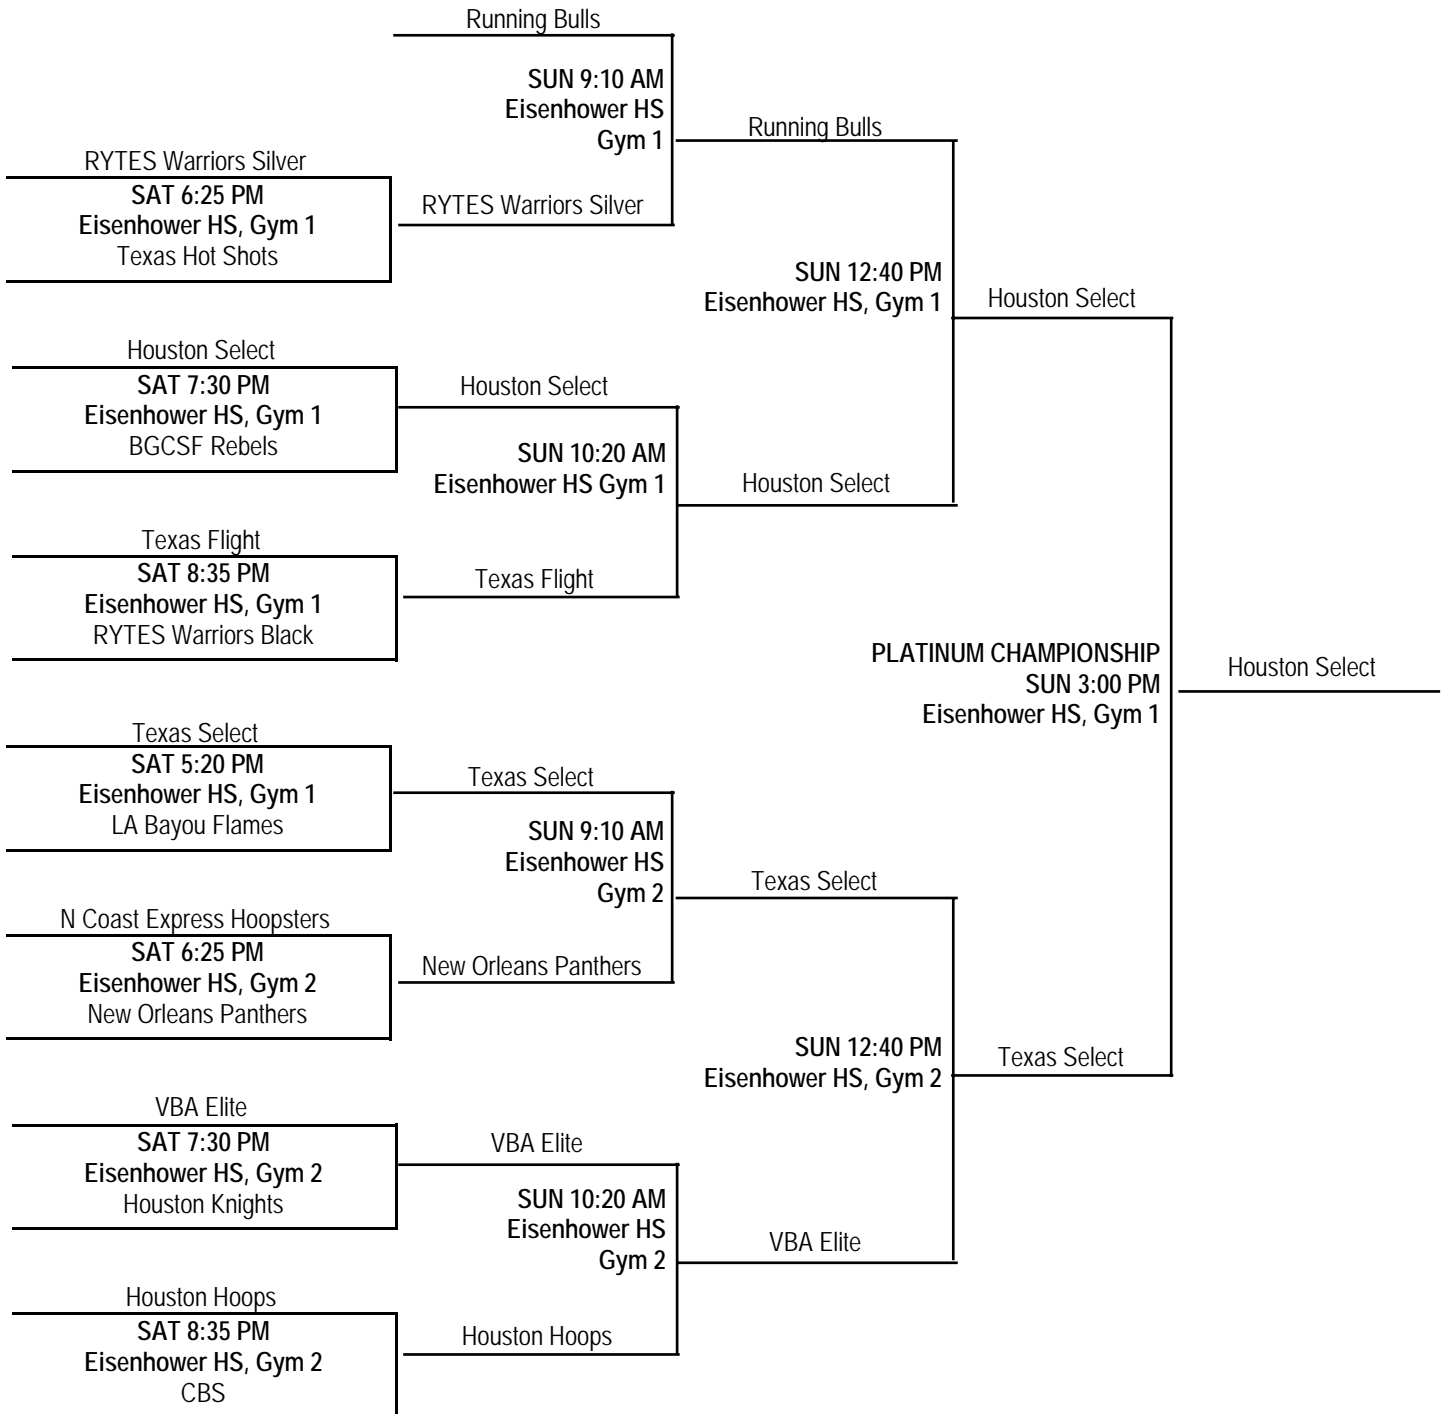 Running Bulls
SUN 9:10 AM
Eisenhower HS
Gym 1
Running Bulls
RYTES Warriors Silver
SAT 6:25 PM
Eisenhower HS, Gym 1
Texas Hot Shots
RYTES Warriors Silver
SUN 12:40 PM
Eisenhower HS, Gym 1
Houston Select
Houston Select
SAT 7:30 PM
Eisenhower HS, Gym 1
BGCSF Rebels
Houston Select
SUN 10:20 AM
Eisenhower HS Gym 1
Houston Select
Texas Flight
SAT 8:35 PM
Eisenhower HS, Gym 1
RYTES Warriors Black
Texas Flight
PLATINUM CHAMPIONSHIP
SUN 3:00 PM
Eisenhower HS, Gym 1
Houston Select
Texas Select
SAT 5:20 PM
Eisenhower HS, Gym 1
LA Bayou Flames
Texas Select
SUN 9:10 AM
Eisenhower HS
Gym 2
Texas Select
N Coast Express Hoopsters
SAT 6:25 PM
Eisenhower HS, Gym 2
New Orleans Panthers
New Orleans Panthers
SUN 12:40 PM
Eisenhower HS, Gym 2
Texas Select
VBA Elite
SAT 7:30 PM
Eisenhower HS, Gym 2
Houston Knights
VBA Elite
SUN 10:20 AM
Eisenhower HS
Gym 2
VBA Elite
Houston Hoops
SAT 8:35 PM
Eisenhower HS, Gym 2
CBS
Houston Hoops